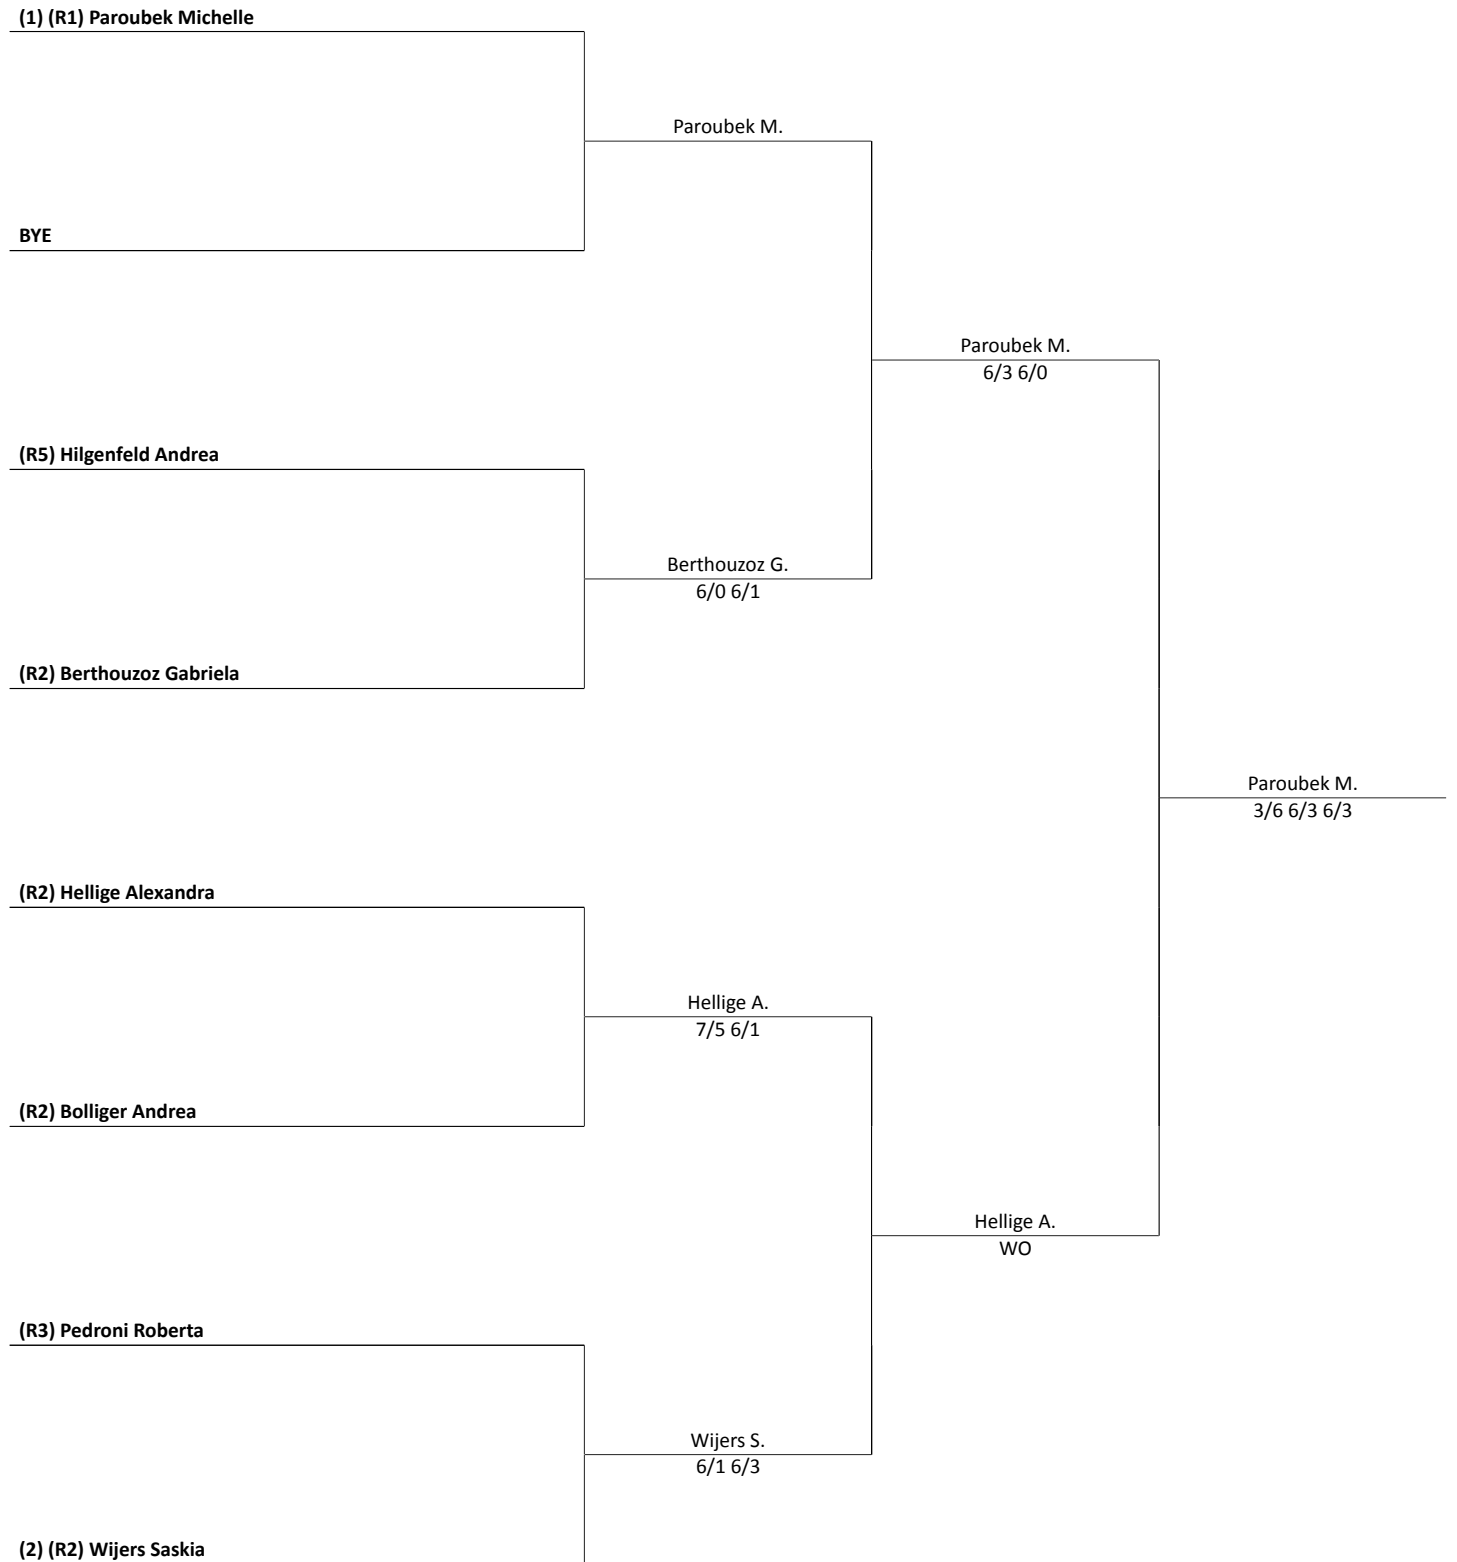 (1) (R1) Paroubek Michelle
Paroubek M.
BYE
Paroubek M.
6/3 6/0
(R5) Hilgenfeld Andrea
Berthouzoz G.
6/0 6/1
(R2) Berthouzoz Gabriela
Paroubek M.
3/6 6/3 6/3
(R2) Hellige Alexandra
Hellige A.
7/5 6/1
(R2) Bolliger Andrea
Hellige A.
WO
(R3) Pedroni Roberta
Wijers S.
6/1 6/3
(2) (R2) Wijers Saskia